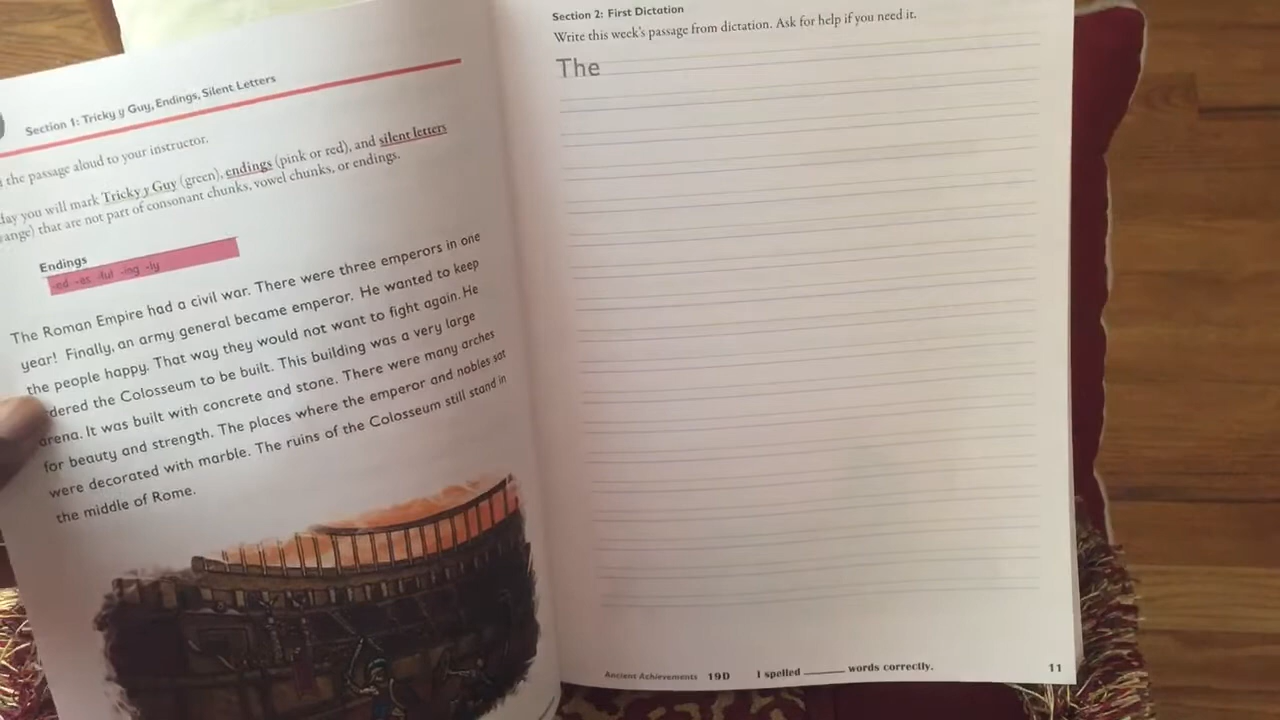 Section 1: Tricky y Guy, Endings, Silent Letters
the passage aloud to your instructor.
day you will mark Tricky y Guy (green), endings (pink or red), and silent letters
ange) that are not part of consonant chunks, vowel chunks, or endings.
Endings
-ed -es -ful -ing -ly
The Roman Empire had a civil war. There were three emperors in one
year! Finally, an army general became emperor. He wanted to keep
the people happy. That way they would not want to fight again. He
dered the Colosseum to be built. This building was a very large
arena. It was built with concrete and stone. There were many arches
for beauty and strength. The places where the emperor and nobles sat
were decorated with marble. The ruins of the Colosseum still stand in
the middle of Rome.
Section 2: First Dictation
Write this week's passage from dictation. Ask for help if you need it.
The
Ancient Achievements 19D I spelled ______ words correctly. 11